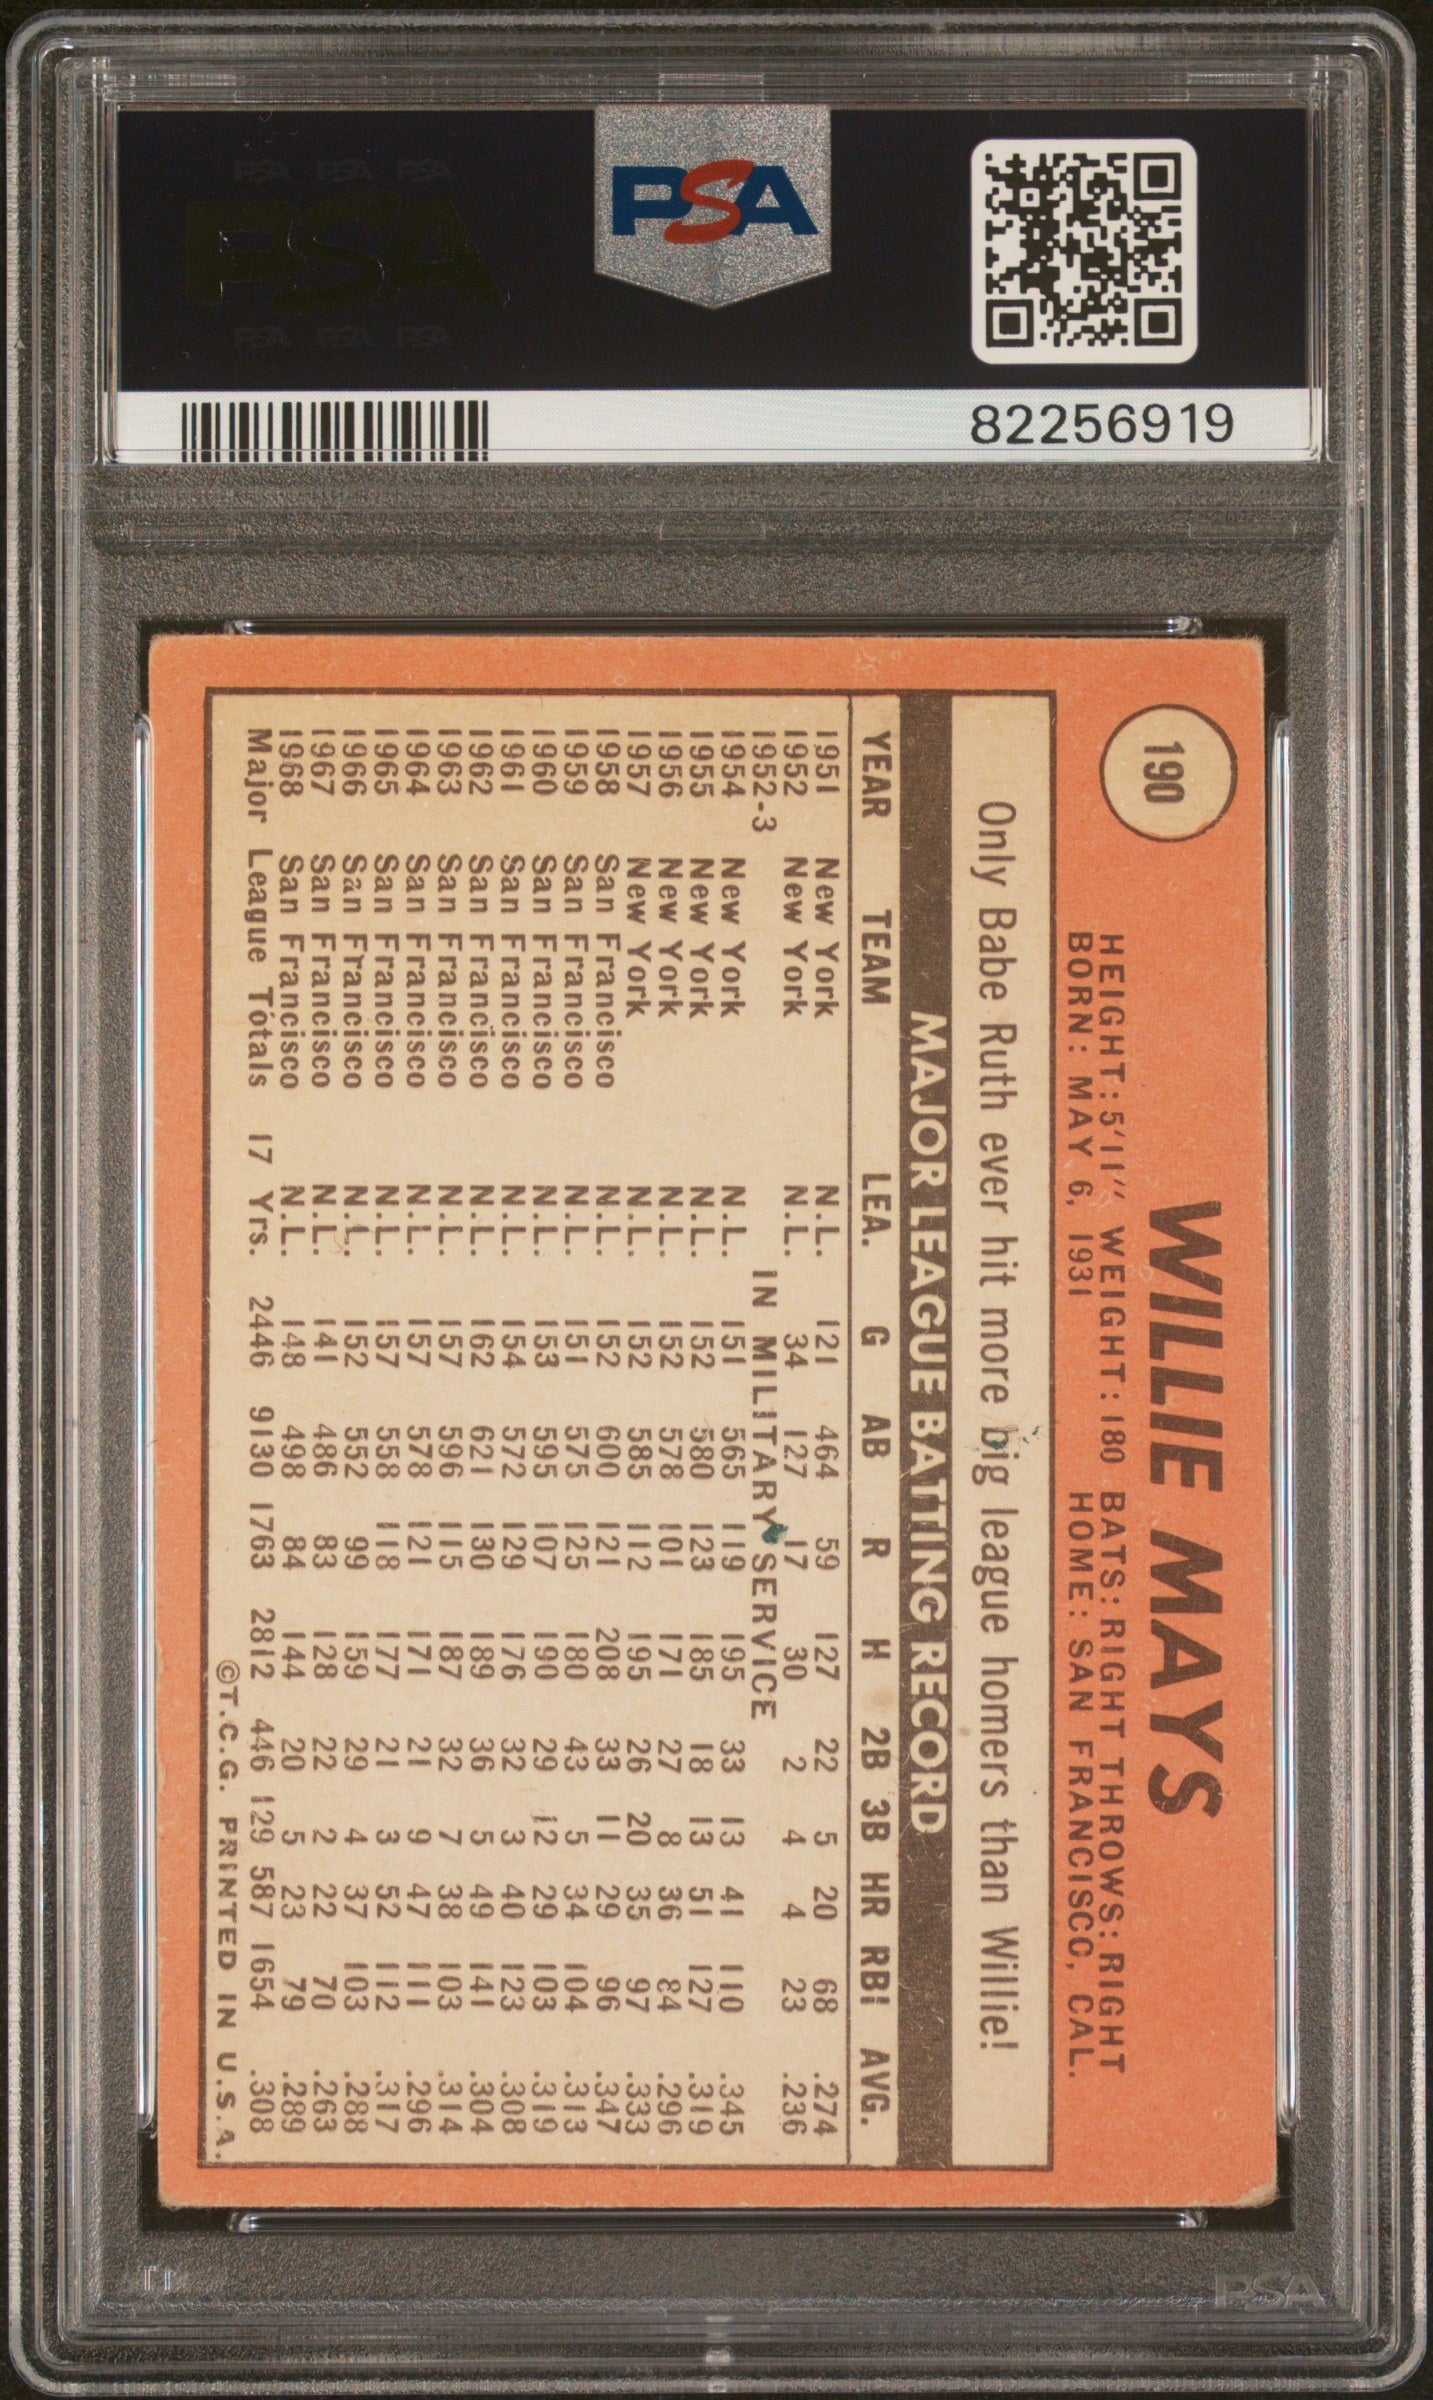 PSA PSA PSA
PSA
PSA PSA PSA
PSA
82256919
190
WILLIE MAYS
HEIGHT: 5'11" WEIGHT: 180 BATS: RIGHT THROWS: RIGHT
BORN: MAY 6, 1931 HOME: SAN FRANCISCO, CAL.
Only Babe Ruth ever hit more big league homers than Willie!
MAJOR LEAGUE BATTING RECORD
YEAR TEAM LEA. G AB R H 2B 3B HR RBI AVG.
1951 New York N.L. 121 464 59 127 22 5 20 68 .274
1952 New York N.L. 34 127 17 30 2 4 4 23 .236
1952-3 IN MILITARY SERVICE
1954 New York N.L. 151 565 119 195 33 13 41 110 .345
1955 New York N.L. 152 580 123 185 18 13 51 127 .319
1956 New York N.L. 152 578 101 171 27 8 36 84 .296
1957 New York N.L. 152 585 112 195 26 20 35 97 .333
1958 San Francisco N.L. 152 600 121 208 33 11 29 96 .347
1959 San Francisco N.L. 151 575 125 180 43 5 34 104 .313
1960 San Francisco N.L. 153 595 107 190 29 12 29 103 .319
1961 San Francisco N.L. 154 572 129 176 32 3 40 123 .308
1962 San Francisco N.L. 162 621 130 189 36 5 49 141 .304
1963 San Francisco N.L. 157 596 115 187 32 7 38 103 .314
1964 San Francisco N.L. 157 578 121 171 21 9 47 111 .296
1965 San Francisco N.L. 157 558 118 177 21 3 52 112 .317
1966 San Francisco N.L. 152 552 99 159 29 4 37 103 .288
1967 San Francisco N.L. 141 486 83 128 22 2 22 70 .263
1968 San Francisco N.L. 148 498 84 144 20 5 23 79 .289
Major League Totals 17 Yrs. 2446 9130 1763 2812 446 129 587 1654 .308
©T.C.G. PRINTED IN U.S.A.
PSA